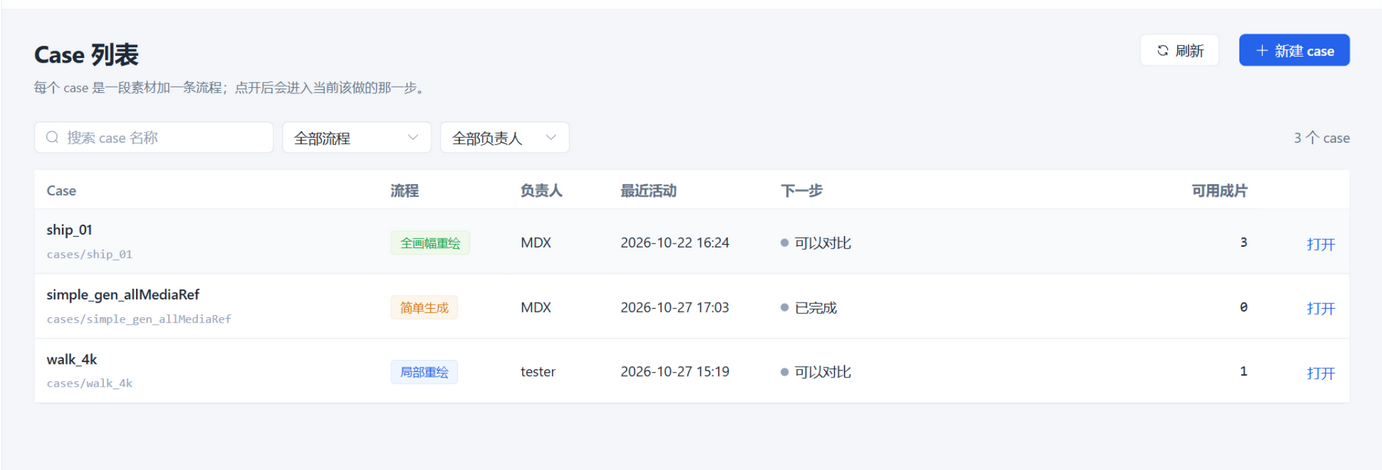 Case 列表
刷新
新建 case
每个 case 是一段素材加一条流程；点开后会进入当前该做的那一步。
搜索 case 名称
全部流程
全部负责人
3 个 case
Case 流程 负责人 最近活动 下一步 可用成片
ship_01
cases/ship_01
全画幅重绘 MDX 2026-10-22 16:24 可以对比 3 打开
simple_gen_allMediaRef
cases/simple_gen_allMediaRef
简单生成 MDX 2026-10-27 17:03 已完成 0 打开
walk_4k
cases/walk_4k
局部重绘 tester 2026-10-27 15:19 可以对比 1 打开